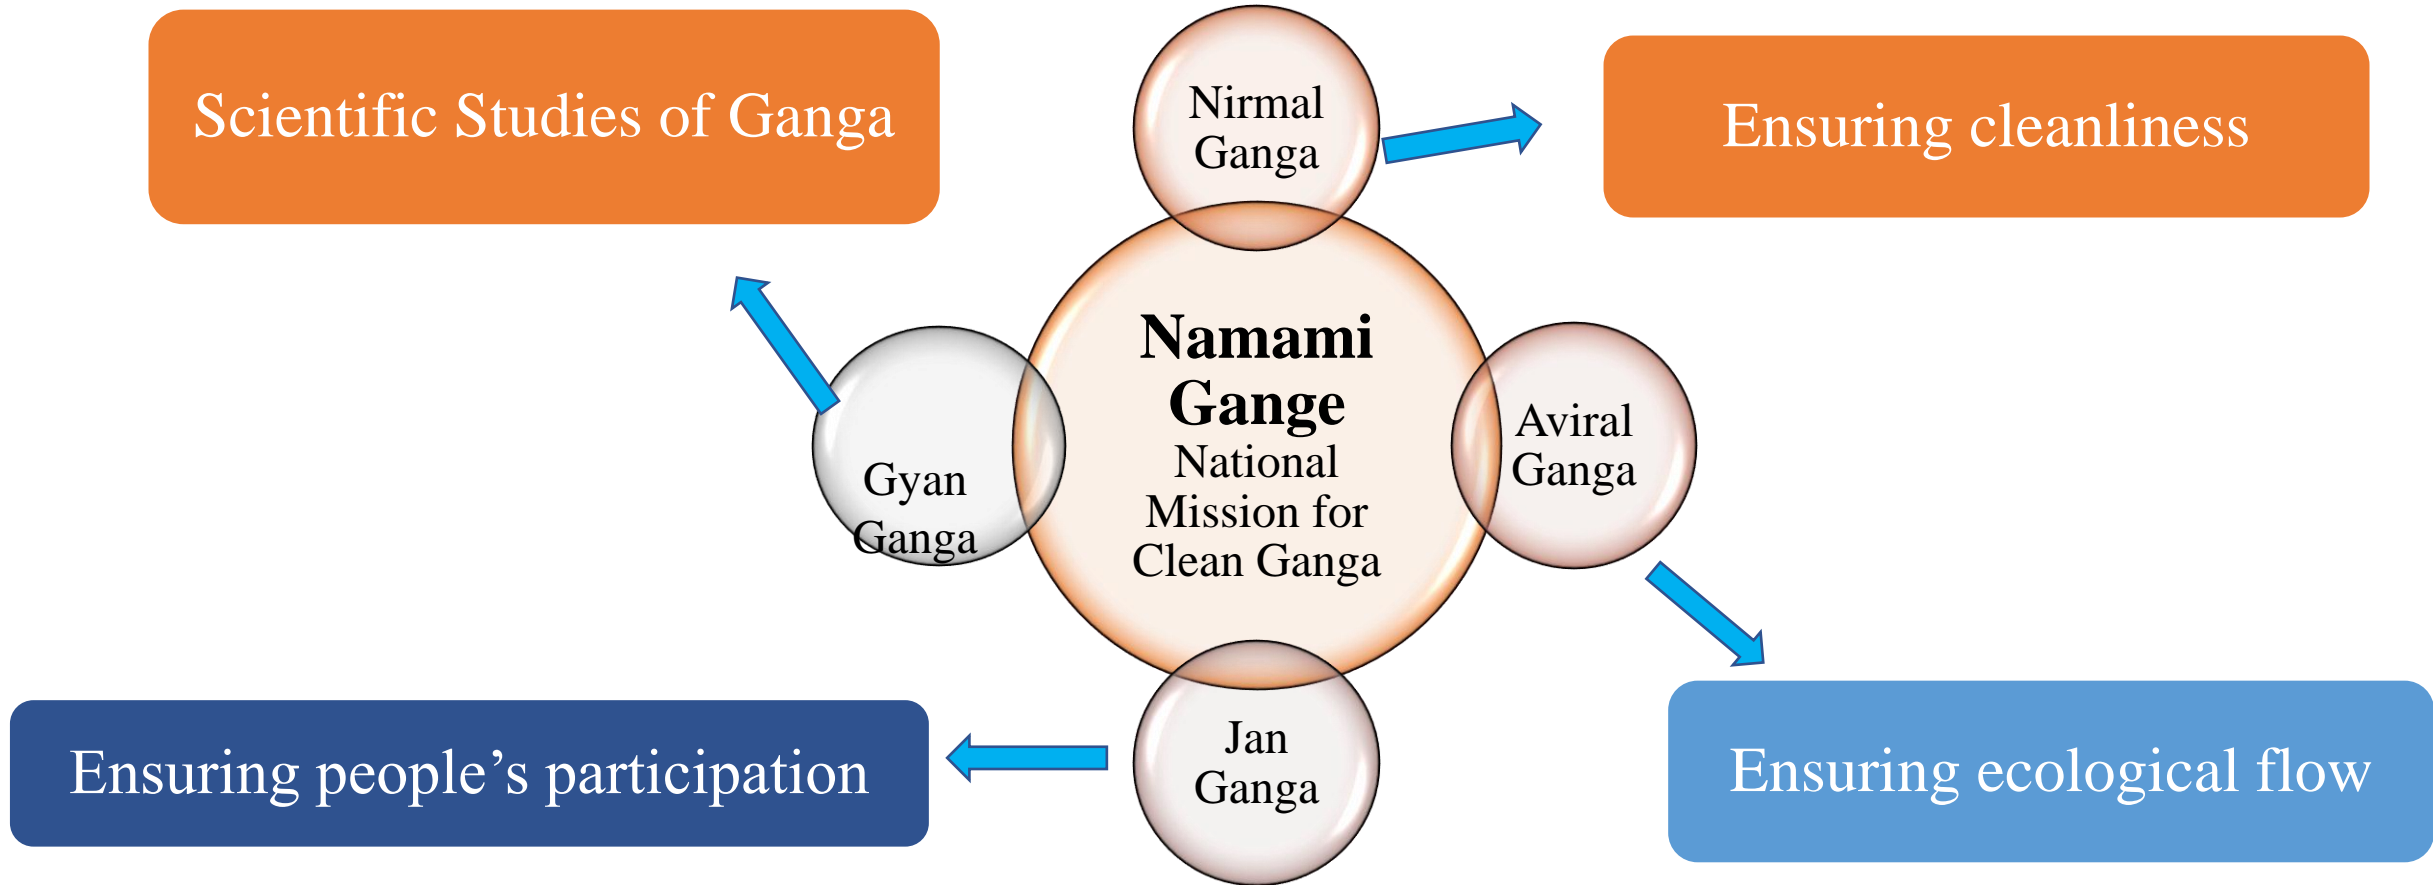 Scientific Studies of Ganga
Nirmal
Ganga
Ensuring cleanliness
Namami
Gange
National
Mission for
Clean Ganga
Gyan
Ganga
Aviral
Ganga
Jan
Ganga
Ensuring people’s participation
Ensuring ecological flow